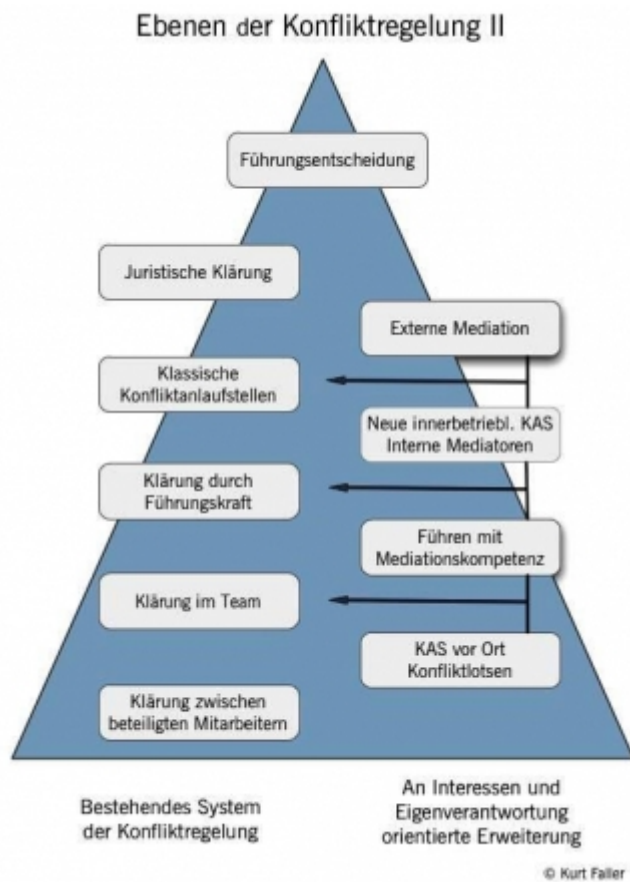 Ebenen der Konfliktregelung II
Führungsentscheidung
Juristische Klärung
Externe Mediation
Klassische
Konfliktanlaufstellen
Neue innerbetriebl. KAS
Interne Mediatoren
Klärung durch
Führungskraft
Führen mit
Mediationskompetenz
Klärung im Team
KAS vor Ort
Konfliktlotsen
Klärung zwischen
beteiligten Mitarbeitern
Bestehendes System
der Konfliktregelung
An Interessen und
Eigenverantwortung
orientierte Erweiterung
© Kurt Faller